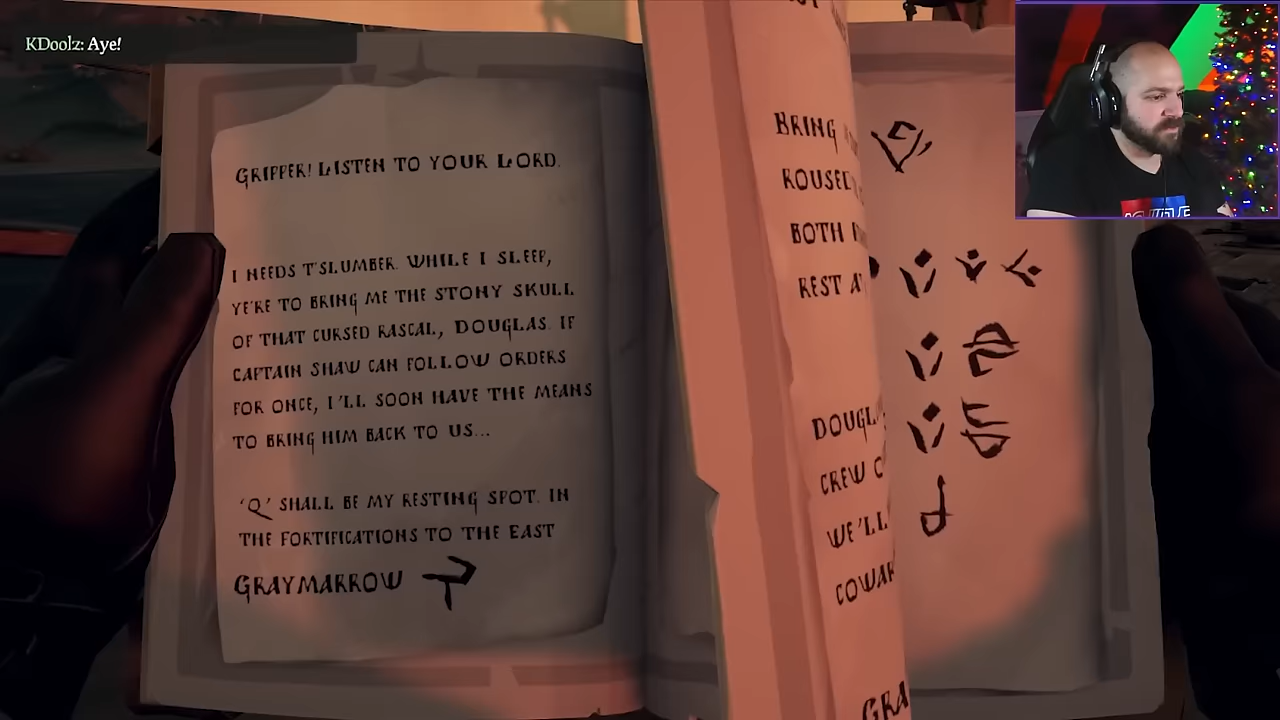 KDoolz: Aye!
GRIPPER! LISTEN TO YOUR LORD.
I NEEDS T'SLUMBER. WHILE I SLEEP,
YE'RE TO BRING ME THE STONY SKULL
OF THAT CURSED RASCAL, DOUGLAS. IF
CAPTAIN SHAW CAN FOLLOW ORDERS
FOR ONCE, I'LL SOON HAVE THE MEANS
TO BRING HIM BACK TO US...
'Q' SHALL BE MY RESTING SPOT. IN
THE FORTIFICATIONS TO THE EAST
GRAYMARROW
BRING
ROUSED
BOTH
REST
DOUGL
CREW
WE'LL
COWAR
GRA